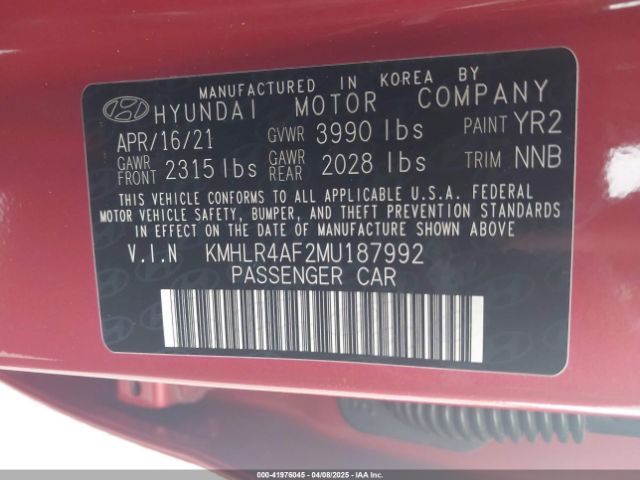 MANUFACTURED IN KOREA BY
HYUNDAI MOTOR COMPANY
APR/16/21 GVWR 3990 lbs PAINT YR2
GAWR FRONT 2315 lbs GAWR REAR 2028 lbs TRIM NNB
THIS VEHICLE CONFORMS TO ALL APPLICABLE U.S.A. FEDERAL
MOTOR VEHICLE SAFETY, BUMPER, AND THEFT PREVENTION STANDARDS
IN EFFECT ON THE DATE OF MANUFACTURE SHOWN ABOVE
V.I.N KMHLR4AF2MU187992
PASSENGER CAR
000-41976045 - 04/08/2025 - IAAI.COM